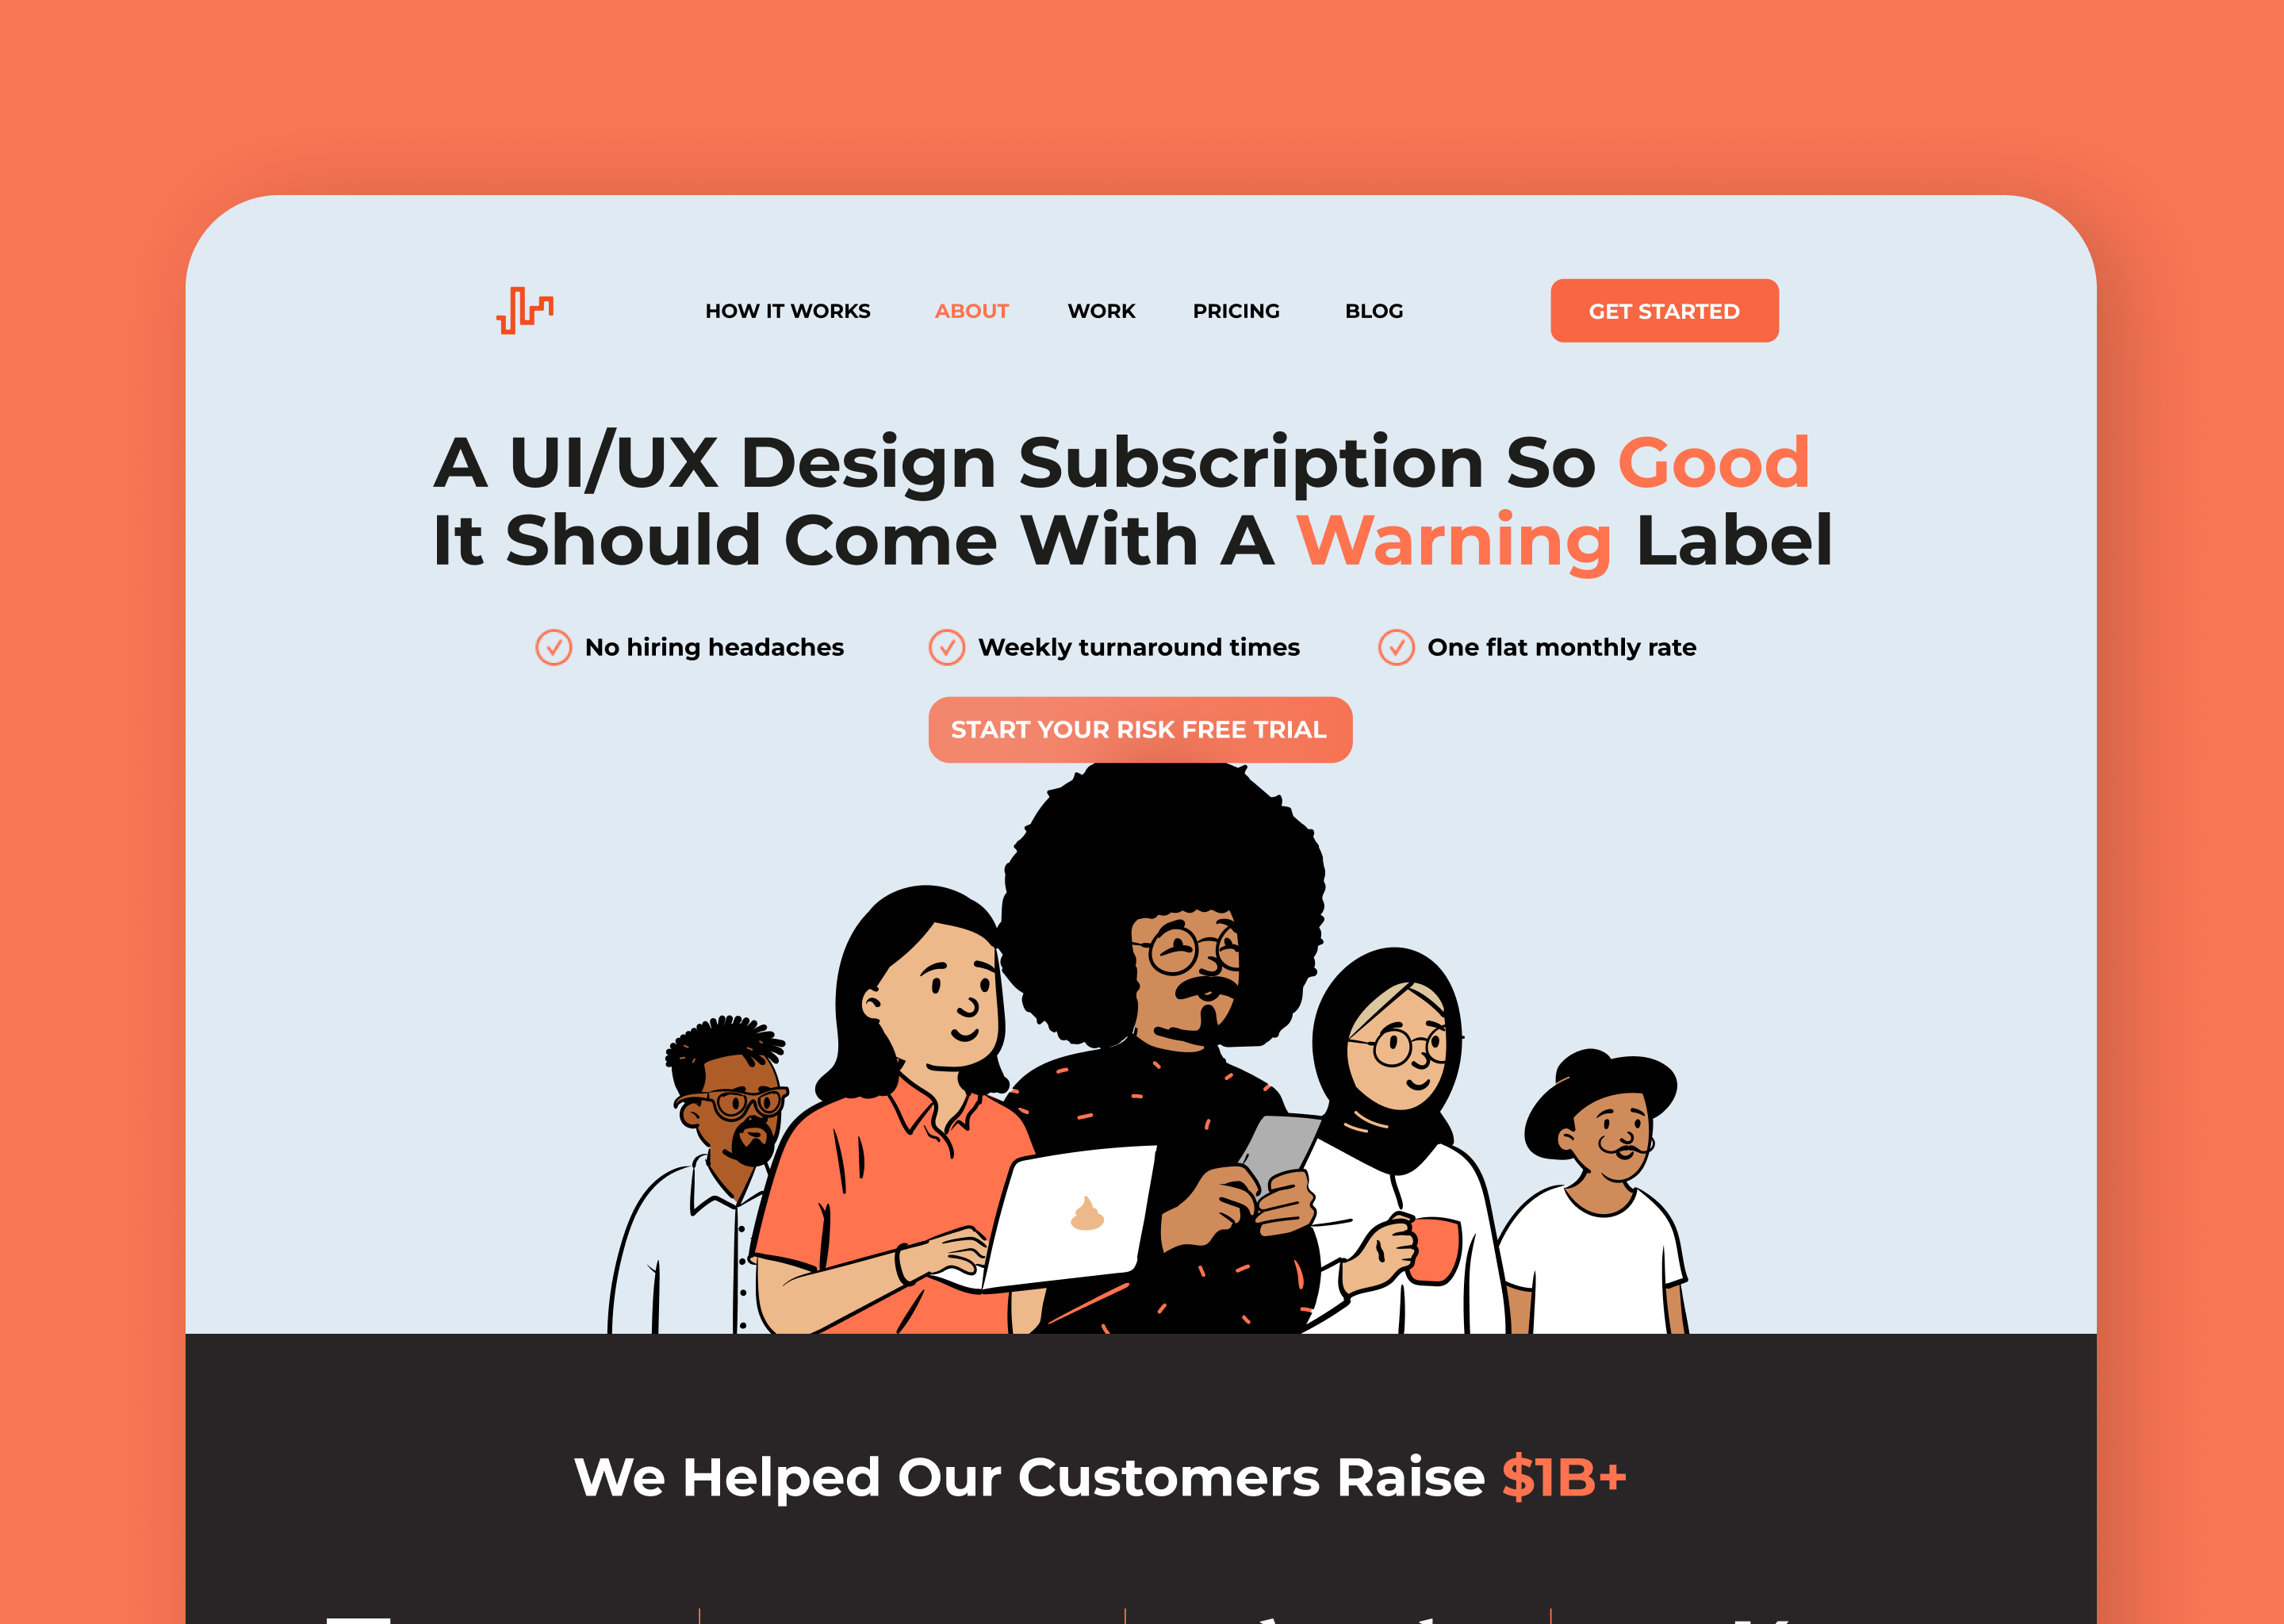 HOW IT WORKS ABOUT WORK PRICING BLOG GET STARTED
A UI/UX Design Subscription So Good
It Should Come With A Warning Label
No hiring headaches Weekly turnaround times One flat monthly rate
START YOUR RISK FREE TRIAL
We Helped Our Customers Raise $1B+